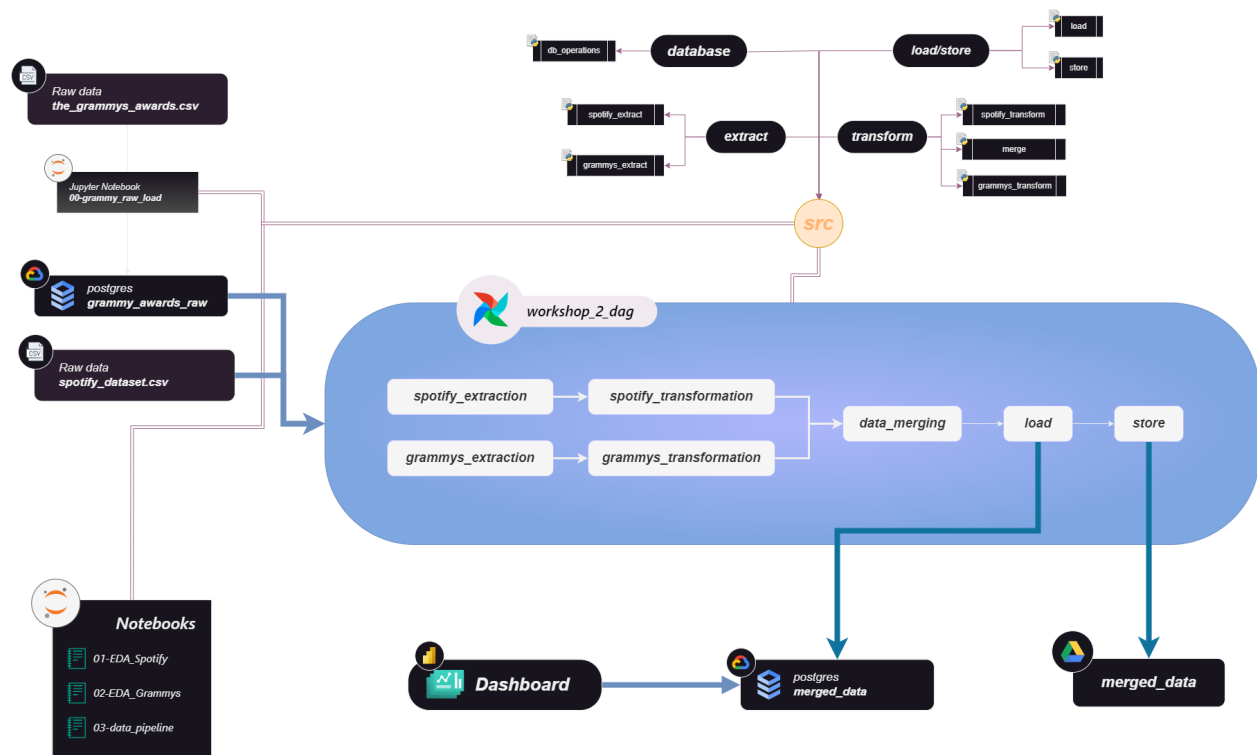 db_operations
database
load/store
load
store
CSV
Raw data
the_grammys_awards.csv
spotify_extract
grammys_extract
extract
transform
spotify_transform
merge
grammys_transform
Jupyter Notebook
00-grammy_raw_load
src
postgres
grammy_awards_raw
workshop_2_dag
CSV
Raw data
spotify_dataset.csv
spotify_extraction
spotify_transformation
data_merging
load
store
grammys_extraction
grammys_transformation
Notebooks
01-EDA_Spotify
02-EDA_Grammys
03-data_pipeline
Dashboard
postgres
merged_data
merged_data